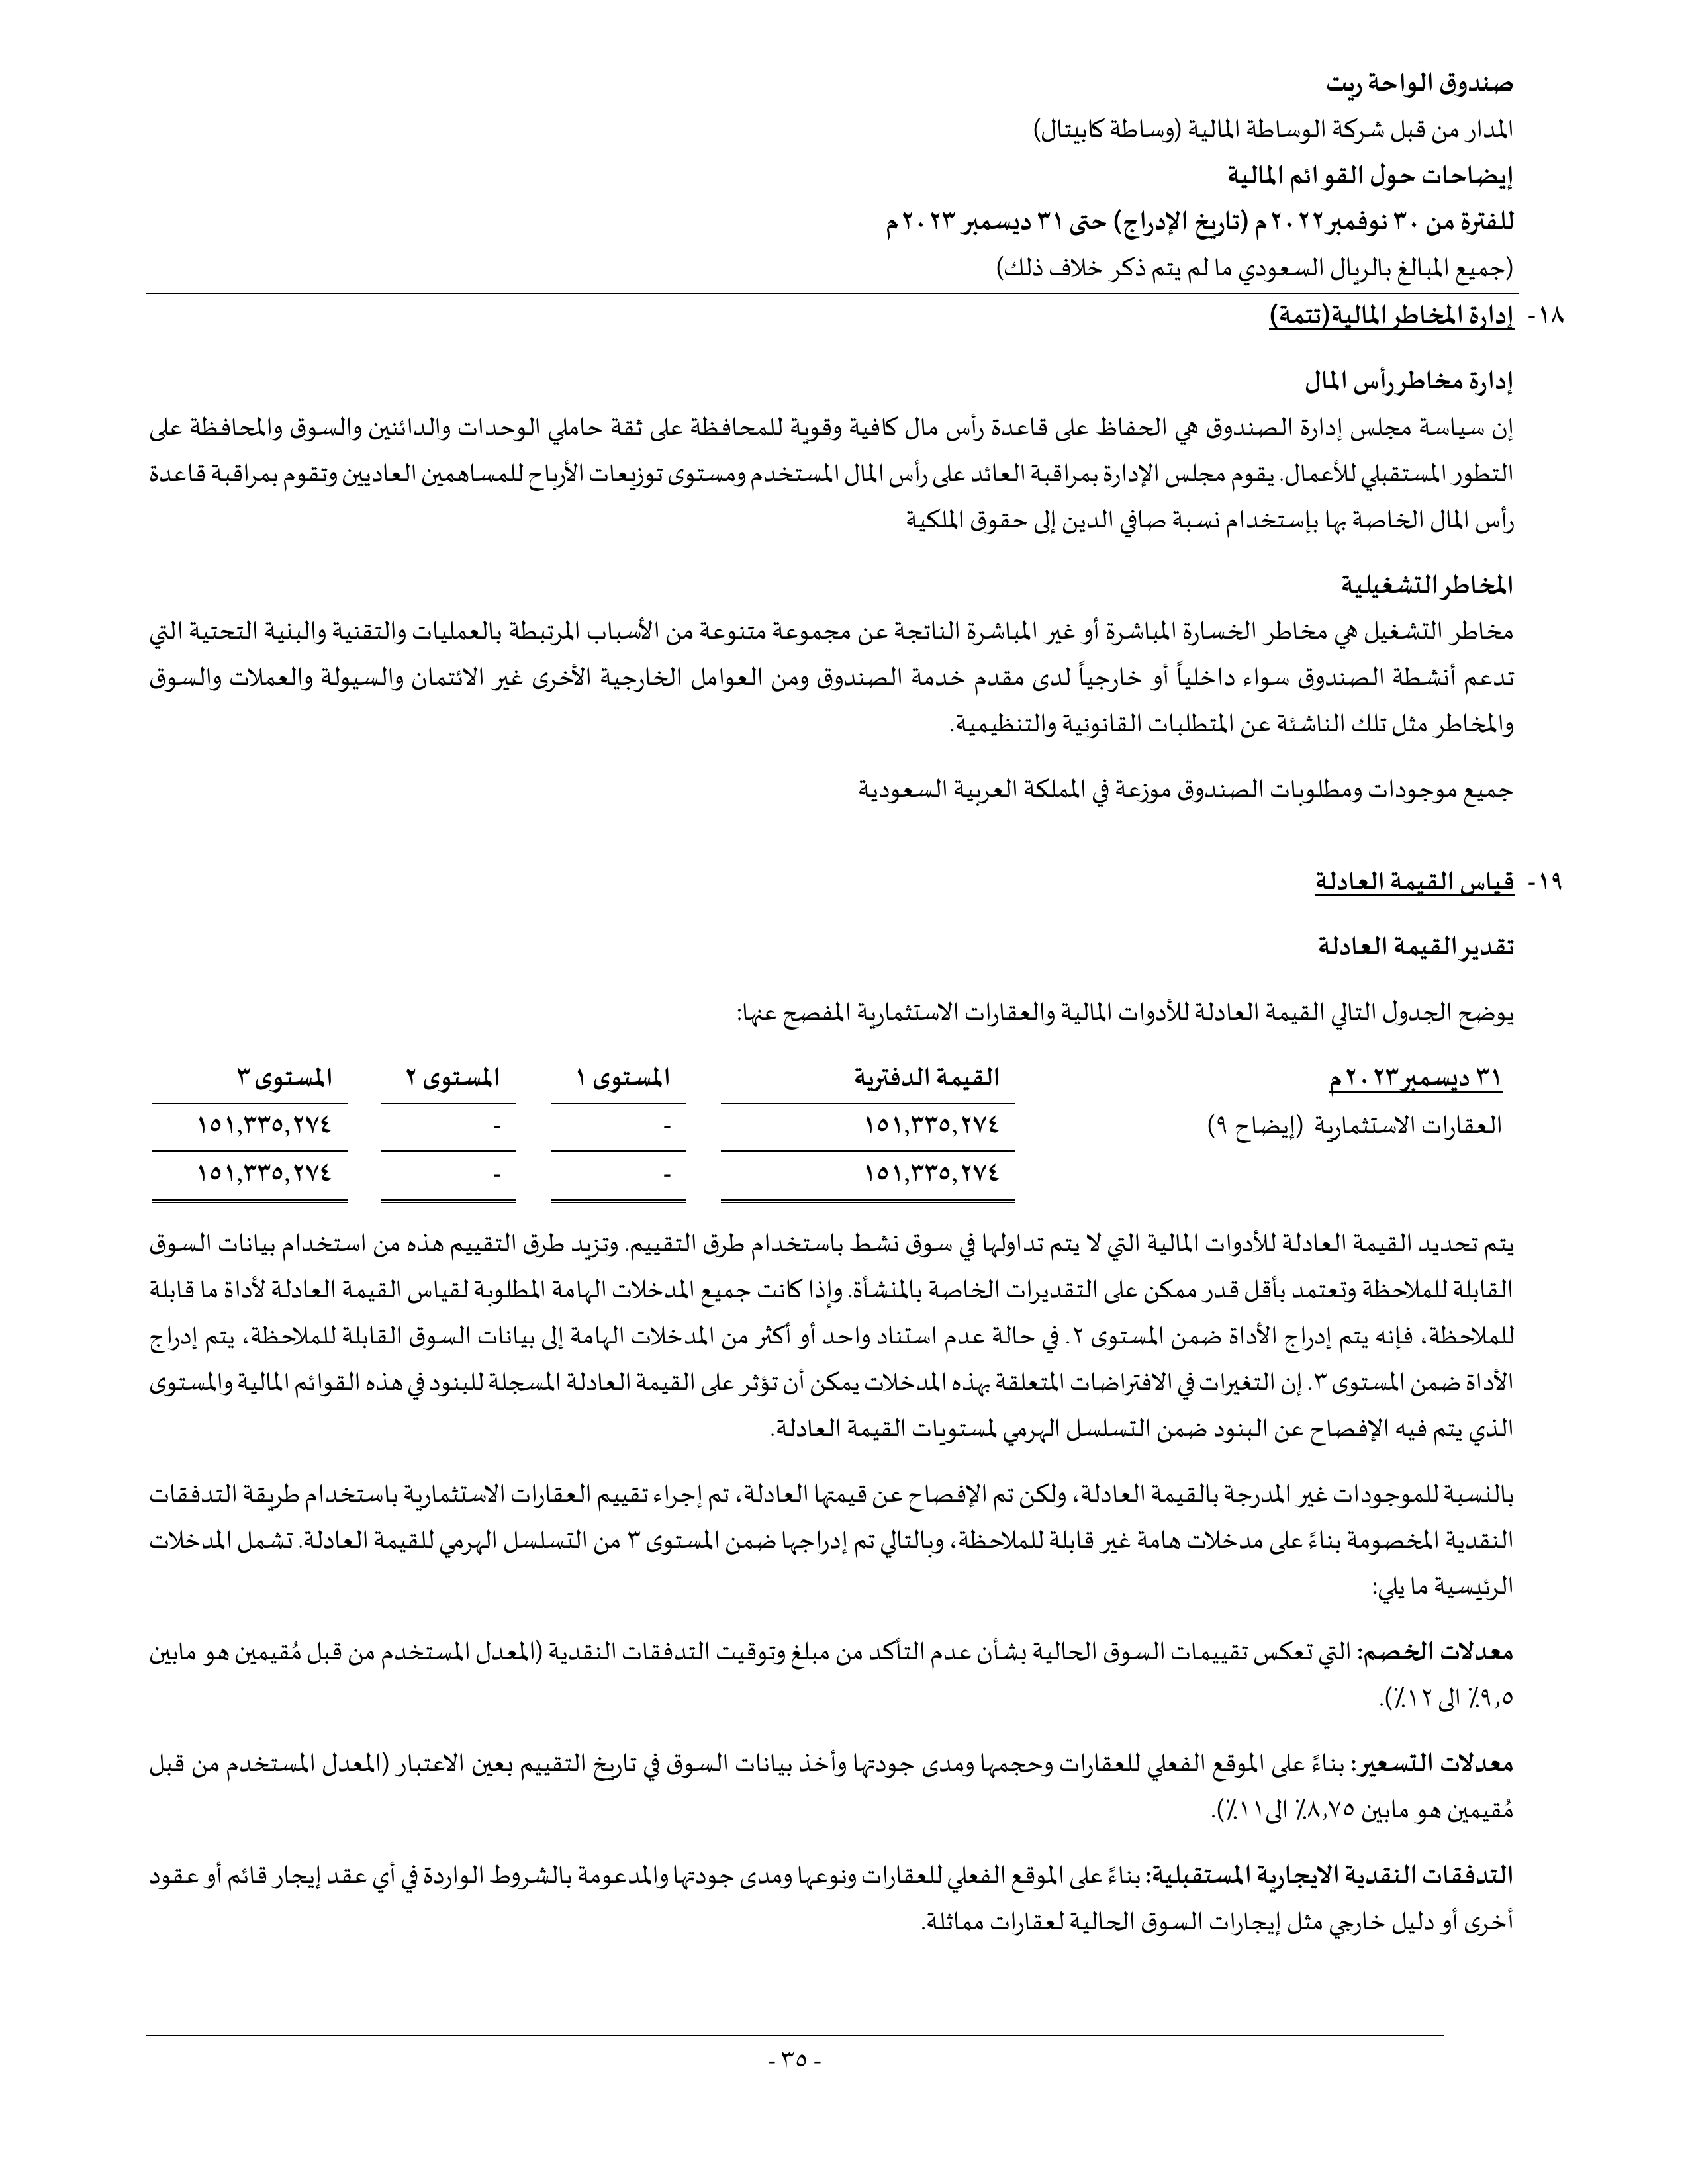 صندوق الواحة ريت
المدار من قبل شركة الوساطة المالية (وساطة كابيتال)
إيضاحات حول القوائم المالية
للفترة من ٣٠ نوفمبر٢٠٢٢م (تاريخ الإدراج) حتى ٣١ ديسمبر ٢٠٢٣م
(جميع المبالغ بالريال السعودي ما لم يتم ذكر خلاف ذلك)
١٨- إدارة المخاطر المالية(تتمة)
إدارة مخاطر رأس المال
إن سياسة مجلس إدارة الصندوق هي الحفاظ على قاعدة رأس مال كافية وقوية للمحافظة على ثقة حاملي الوحدات والدائنين والسوق والمحافظة على
التطور المستقبلي للأعمال. يقوم مجلس الإدارة بمراقبة العائد على رأس المال المستخدم ومستوى توزيعات الأرباح للمساهمين العاديين وتقوم بمراقبة قاعدة
رأس المال الخاصة بها بإستخدام نسبة صافي الدين إلى حقوق الملكية
المخاطر التشغيلية
مخاطر التشغيل هي مخاطر الخسارة المباشرة أو غير المباشرة الناتجة عن مجموعة متنوعة من الأسباب المرتبطة بالعمليات والتقنية والبنية التحتية التي
تدعم أنشطة الصندوق سواء داخلياً أو خارجياً لدى مقدم خدمة الصندوق ومن العوامل الخارجية الأخرى غير الائتمان والسيولة والعملات والسوق
والمخاطر مثل تلك الناشئة عن المتطلبات القانونية والتنظيمية.
جميع موجودات ومطلوبات الصندوق موزعة في المملكة العربية السعودية
١٩- قياس القيمة العادلة
تقدير القيمة العادلة
يوضح الجدول التالي القيمة العادلة للأدوات المالية والعقارات الاستثمارية المفصح عنها:
٣١ ديسمبر٢٠٢٣م القيمة الدفترية المستوى ١ المستوى ٢ المستوى ٣
العقارات الاستثمارية (إيضاح ٩) ١٥١,٣٣٥,٢٧٤ - - ١٥١,٣٣٥,٢٧٤
١٥١,٣٣٥,٢٧٤ - - ١٥١,٣٣٥,٢٧٤
يتم تحديد القيمة العادلة للأدوات المالية التي لا يتم تداولها في سوق نشط باستخدام طرق التقييم. وتزيد طرق التقييم هذه من استخدام بيانات السوق
القابلة للملاحظة وتعتمد بأقل قدر ممكن على التقديرات الخاصة بالمنشأة. وإذا كانت جميع المدخلات الهامة المطلوبة لقياس القيمة العادلة لأداة ما قابلة
للملاحظة، فإنه يتم إدراج الأداة ضمن المستوى ٢. في حالة عدم استناد واحد أو أكثر من المدخلات الهامة إلى بيانات السوق القابلة للملاحظة، يتم إدراج
الأداة ضمن المستوى ٣. إن التغيرات في الافتراضات المتعلقة بهذه المدخلات يمكن أن تؤثر على القيمة العادلة المسجلة للبنود في هذه القوائم المالية والمستوى
الذي يتم فيه الإفصاح عن البنود ضمن التسلسل الهرمي لمستويات القيمة العادلة.
بالنسبة للموجودات غير المدرجة بالقيمة العادلة، ولكن تم الإفصاح عن قيمتها العادلة، تم إجراء تقييم العقارات الاستثمارية باستخدام طريقة التدفقات
النقدية المخصومة بناءً على مدخلات هامة غير قابلة للملاحظة، وبالتالي تم إدراجها ضمن المستوى ٣ من التسلسل الهرمي للقيمة العادلة. تشمل المدخلات
الرئيسية ما يلي:
معدلات الخصم: التي تعكس تقييمات السوق الحالية بشأن عدم التأكد من مبلغ وتوقيت التدفقات النقدية (المعدل المستخدم من قبل مُقيمين هو مابين
٩,٥٪ الى ١٢٪).
معدلات التسعير: بناءً على الموقع الفعلي للعقارات وحجمها ومدى جودتها وأخذ بيانات السوق في تاريخ التقييم بعين الاعتبار (المعدل المستخدم من قبل
مُقيمين هو مابين ٨,٧٥٪ الى١١٪).
التدفقات النقدية الايجارية المستقبلية: بناءً على الموقع الفعلي للعقارات ونوعها ومدى جودتها والمدعومة بالشروط الواردة في أي عقد إيجار قائم أو عقود
أخرى أو دليل خارجي مثل إيجارات السوق الحالية لعقارات مماثلة.
- ٣٥ -